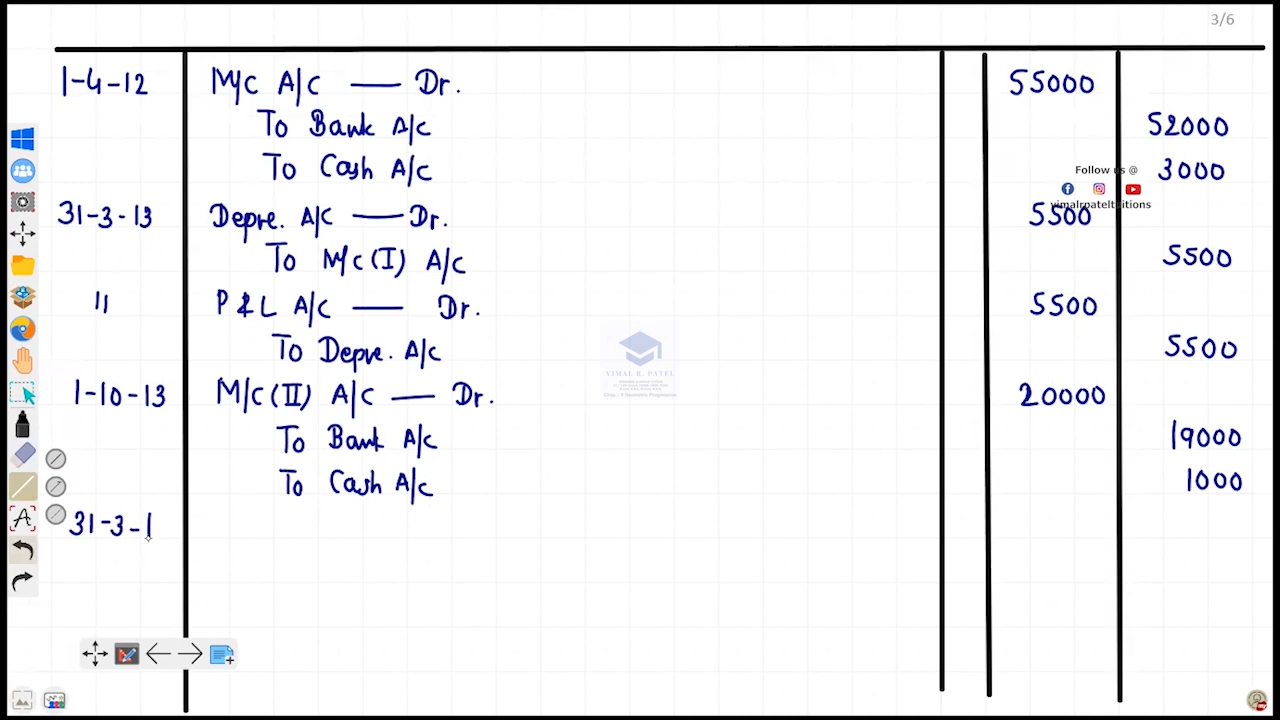 3/6
1-4-12 M/C A/C — Dr. 55000
To Bank A/C 52000
To Cash A/C 3000
Follow us @
vimalrpateltuitions
31-3-13 Depre. A/C — Dr. 5500
To M/C (I) A/C 5500
11 P & L A/C — Dr. 5500
To Depre. A/C 5500
VIMAL R. PATEL
1-10-13 M/C (II) A/C — Dr. 20000
To Bank A/C 19000
To Cash A/C 1000
31-3-1